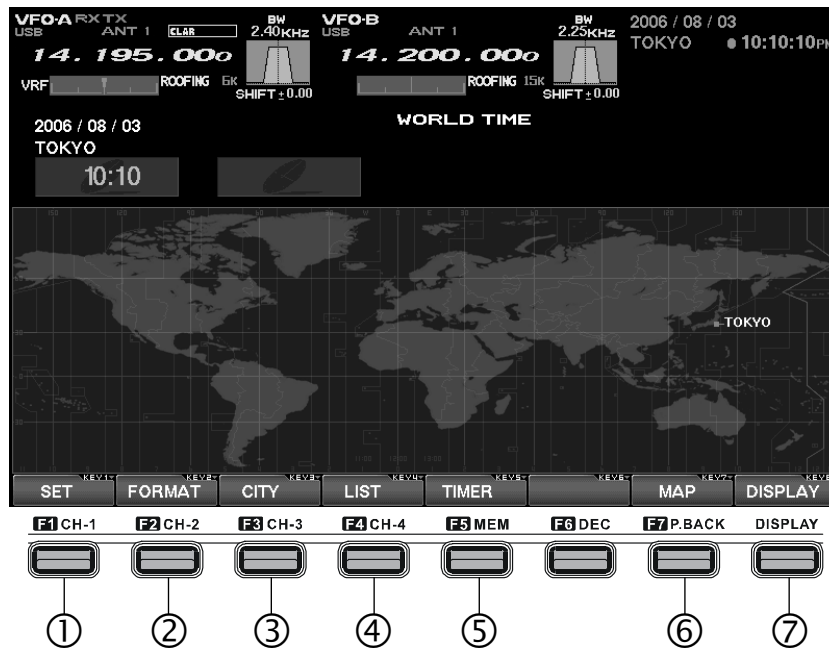 VFO-A RX TX
USB ANT 1 CLAR
BW
2.40KHz
14.195.000
VRF ROOFING 6K
SHIFT±0.00
VFO-B
USB ANT 1
BW
2.25KHz
14.200.000
ROOFING 15K
SHIFT±0.00
2006 / 08 / 03
TOKYO 10:10:10PM
WORLD TIME
2006 / 08 / 03
TOKYO
10:10
TOKYO
KEY1 KEY2 KEY3 KEY4 KEY5 KEY6 KEY7 KEY8
SET FORMAT CITY LIST TIMER MAP DISPLAY
F1 CH-1 F2 CH-2 F3 CH-3 F4 CH-4 F5 MEM F6 DEC F7 P.BACK DISPLAY
① ② ③ ④ ⑤ ⑥ ⑦